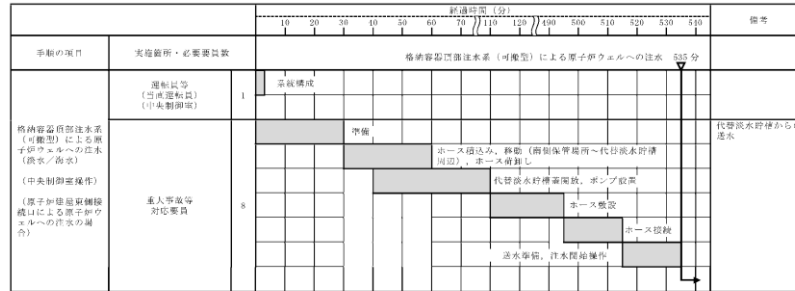 経過時間（分）
備考
10 20 30 40 50 60 70 110 120 490 500 510 520 530 540
手順の項目
実施箇所・必要要員数
格納容器頂部注水系（可搬型）による原子炉ウェルへの注水 535分
運転員等
（当直運転員）
（中央制御室）
1
系統構成
格納容器頂部注水系
（可搬型）による原
子炉ウェルへの注水
（淡水／海水）
（中央制御室操作）
（原子炉建屋東側接
続口による原子炉ウ
ェルへの注水の場
合）
重大事故等
対応要員
8
準備
ホース積込み，移動（南側保管場所～代替淡水貯槽
周辺），ホース荷卸し
代替淡水貯槽蓋開放，ポンプ設置
ホース敷設
ホース接続
送水準備，注水開始操作
代替淡水貯槽からの
送水